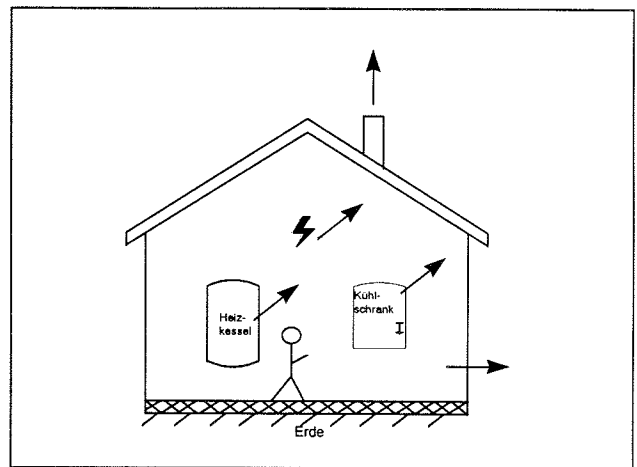 Heiz-
kessel
Kühl-
schrank
Erde